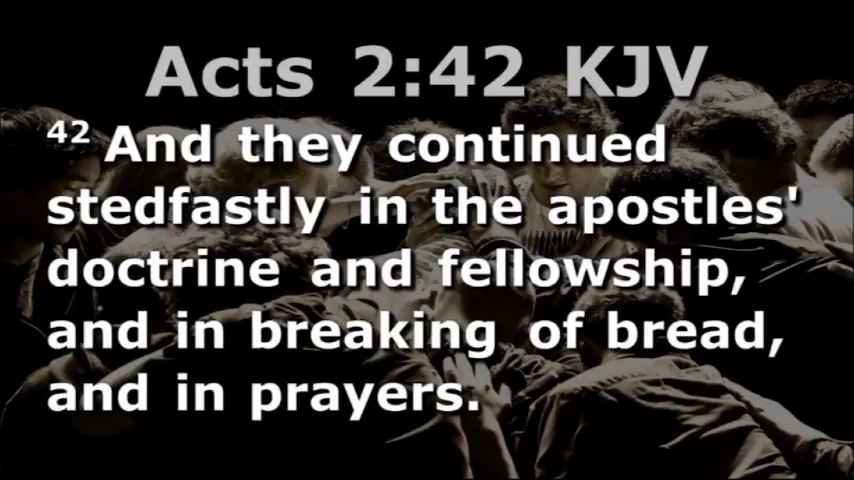 Acts 2:42 KJV
42 And they continued
stedfastly in the apostles'
doctrine and fellowship,
and in breaking of bread,
and in prayers.